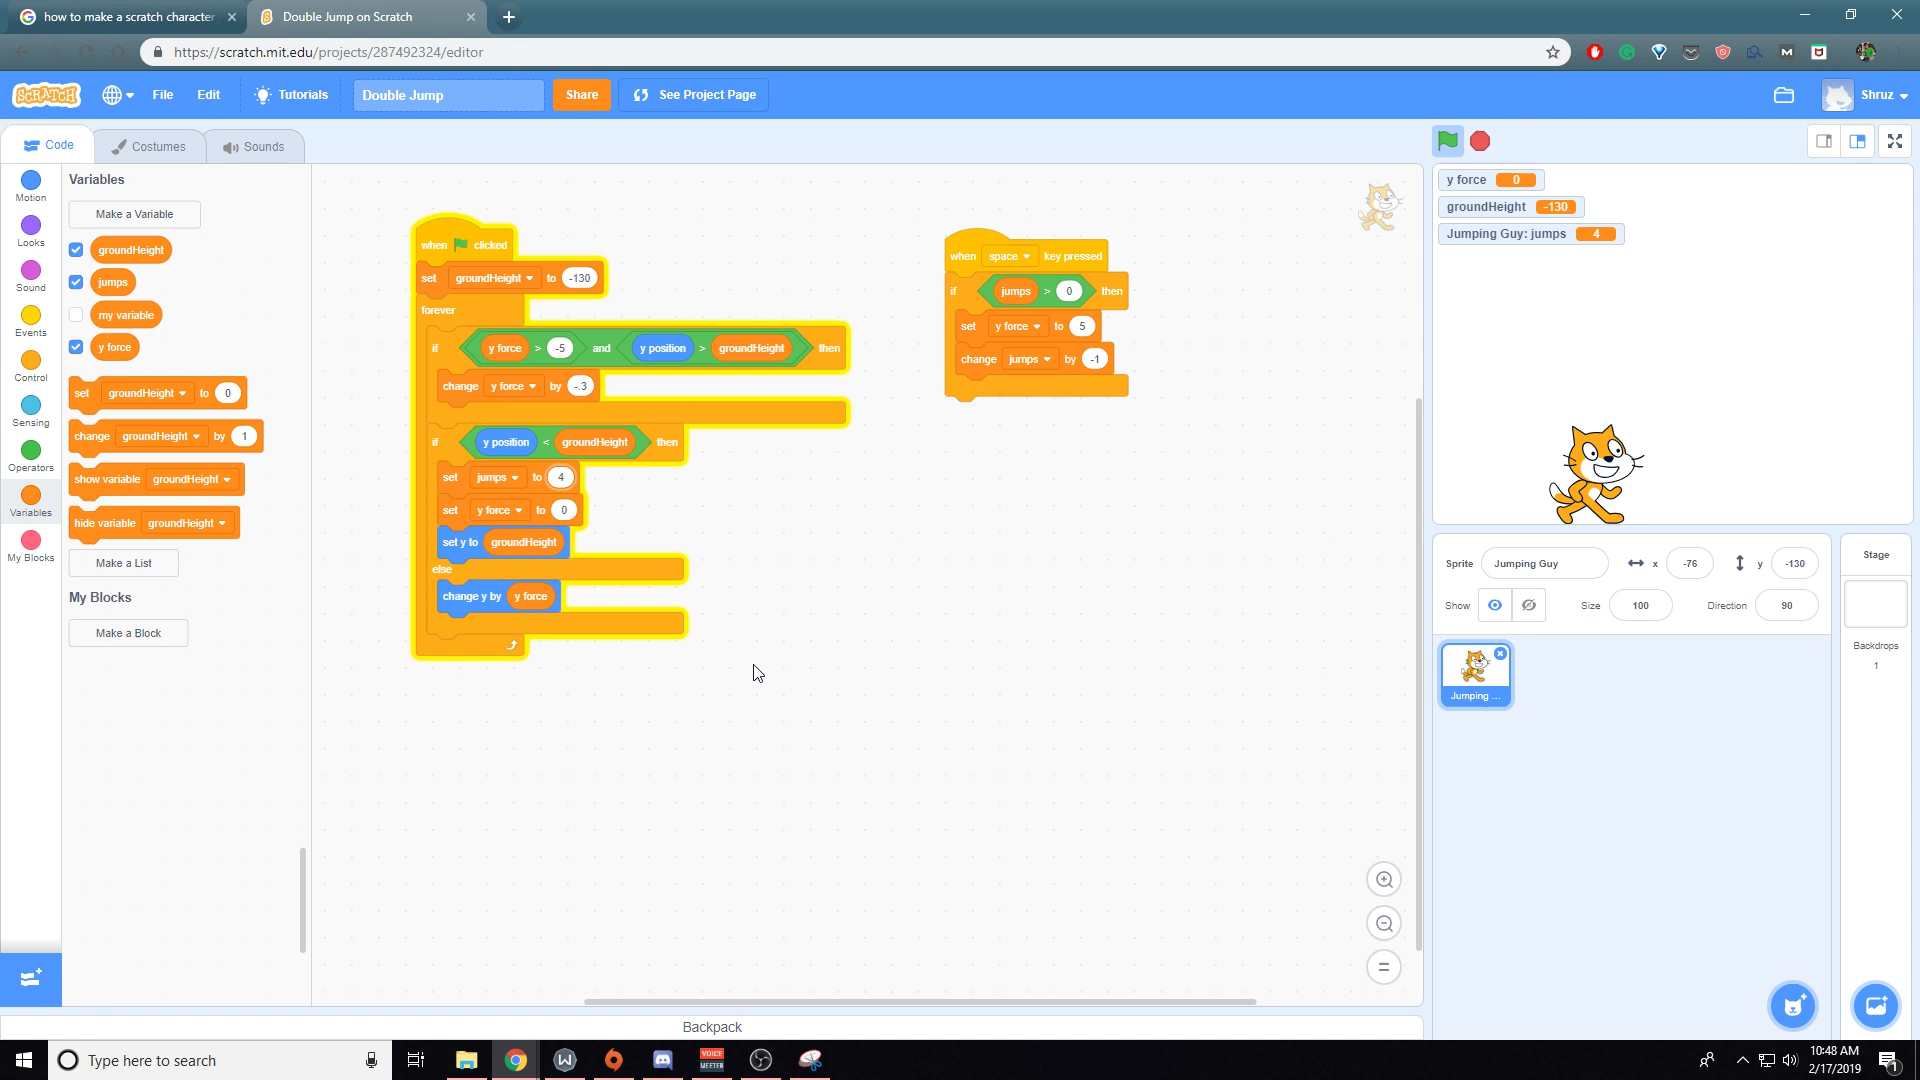 how to make a scratch character
Double Jump on Scratch
https://scratch.mit.edu/projects/287492324/editor
SCRATCH
File
Edit
Tutorials
Double Jump
Share
See Project Page
Shruz
Code
Costumes
Sounds
Motion
Looks
Sound
Events
Control
Sensing
Operators
Variables
My Blocks
Variables
Make a Variable
groundHeight
jumps
my variable
y force
set groundHeight to 0
change groundHeight by 1
show variable groundHeight
hide variable groundHeight
Make a List
My Blocks
Make a Block
when clicked
set groundHeight to -130
forever
if y force > -5 and y position > groundHeight then
change y force by -.3
if y position < groundHeight then
set jumps to 4
set y force to 0
set y to groundHeight
else
change y by y force
when space key pressed
if jumps > 0 then
set y force to 5
change jumps by -1
y force 0
groundHeight -130
Jumping Guy: jumps 4
Sprite Jumping Guy x -76 y -130
Show Size 100 Direction 90
Jumping ...
Stage
Backdrops
1
Backpack
Type here to search
VOICE
MEETER
10:48 AM
2/17/2019
1